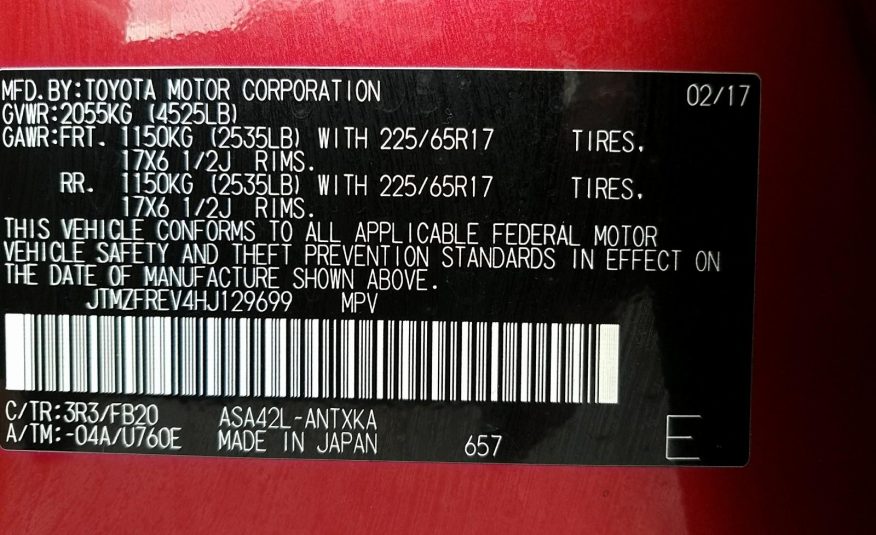 MFD.BY:TOYOTA MOTOR CORPORATION 02/17
GVWR:2055KG (4525LB)
GAWR:FRT. 1150KG (2535LB) WITH 225/65R17 TIRES.
17X6 1/2J RIMS.
RR. 1150KG (2535LB) WITH 225/65R17 TIRES.
17X6 1/2J RIMS.
THIS VEHICLE CONFORMS TO ALL APPLICABLE FEDERAL MOTOR
VEHICLE SAFETY AND THEFT PREVENTION STANDARDS IN EFFECT ON
THE DATE OF MANUFACTURE SHOWN ABOVE.
JTMZFREV4HJ129699 MPV
C/TR:3R3/FB20 ASA42L-ANTXKA
A/TM:-04A/U760E MADE IN JAPAN 657 E